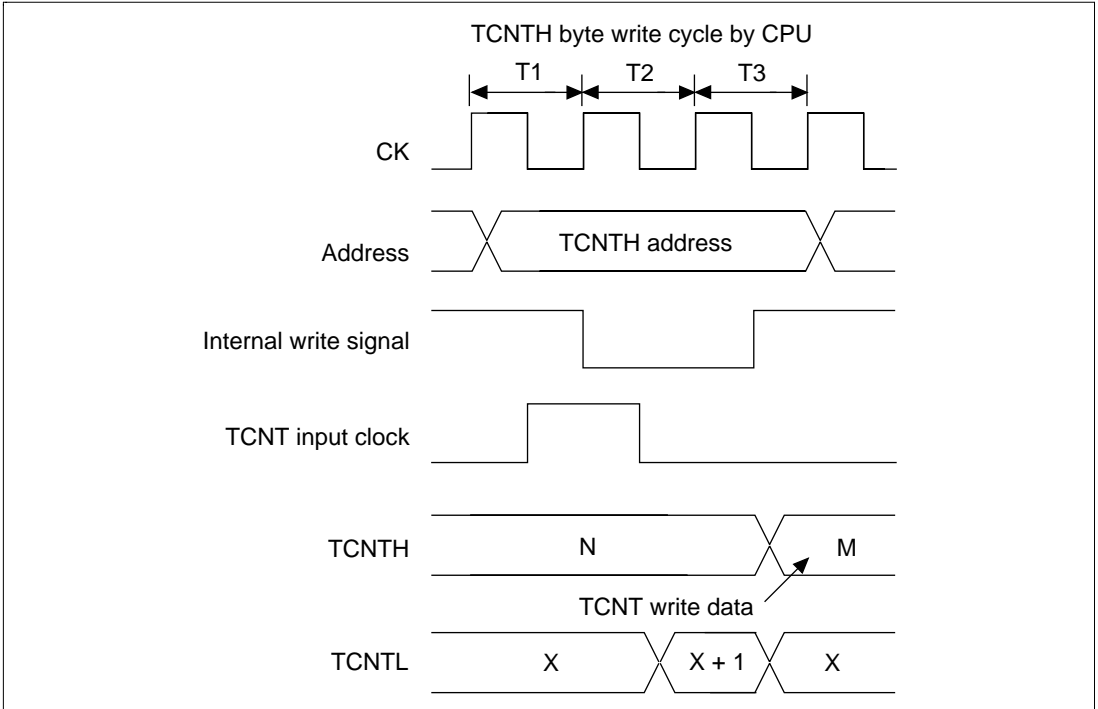 TCNTH byte write cycle by CPU
T1 T2 T3
CK
Address TCNTH address
Internal write signal
TCNT input clock
TCNTH N M
TCNT write data
TCNTL X X + 1 X